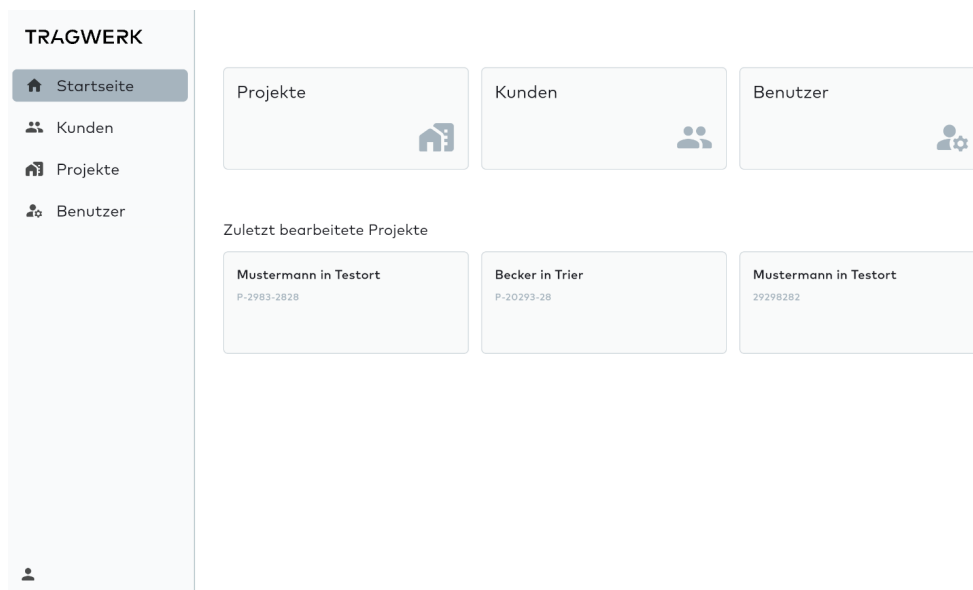 TRAGWERK
Startseite
Kunden
Projekte
Benutzer
Projekte
Kunden
Benutzer
Zuletzt bearbeitete Projekte
Mustermann in Testort
P-2983-2828
Becker in Trier
P-20293-28
Mustermann in Testort
29298282